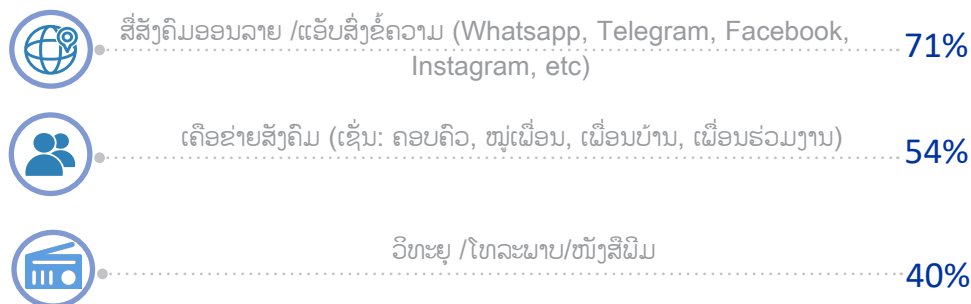 ສື່ສັງຄົມອອນລາຍ /ແອັບສົ່ງຂໍ້ຄວາມ (Whatsapp, Telegram, Facebook,
Instagram, etc)
71%
ເຄືອຂ່າຍສັງຄົມ (ເຊັ່ນ: ຄອບຄົວ, ໝູ່ເພື່ອນ, ເພື່ອນບ້ານ, ເພື່ອນຮ່ວມງານ)
54%
ວິທະຍຸ /ໂທລະພາບ/ໜັງສືພິມ
40%